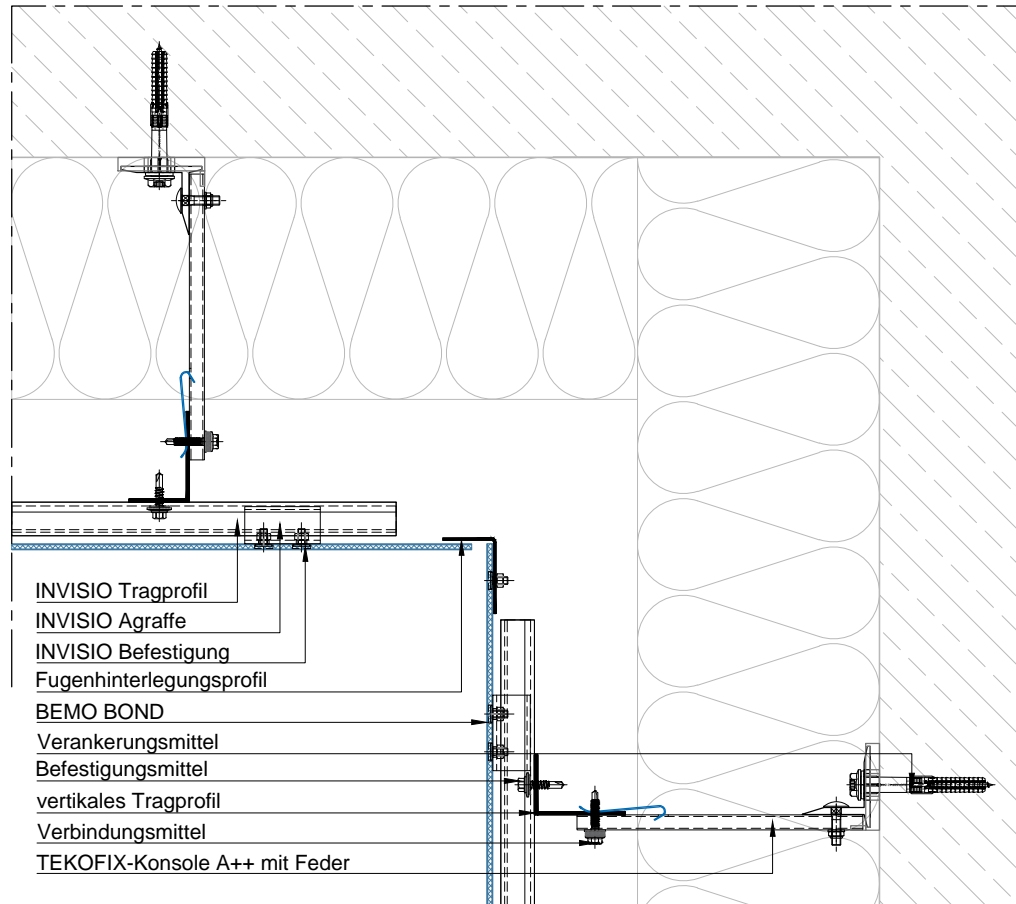 INVISIO Tragprofil
INVISIO Agraffe
INVISIO Befestigung
Fugenhinterlegungsprofil
BEMO BOND
Verankerungsmittel
Befestigungsmittel
vertikales Tragprofil
Verbindungsmittel
TEKOFIX-Konsole A++ mit Feder